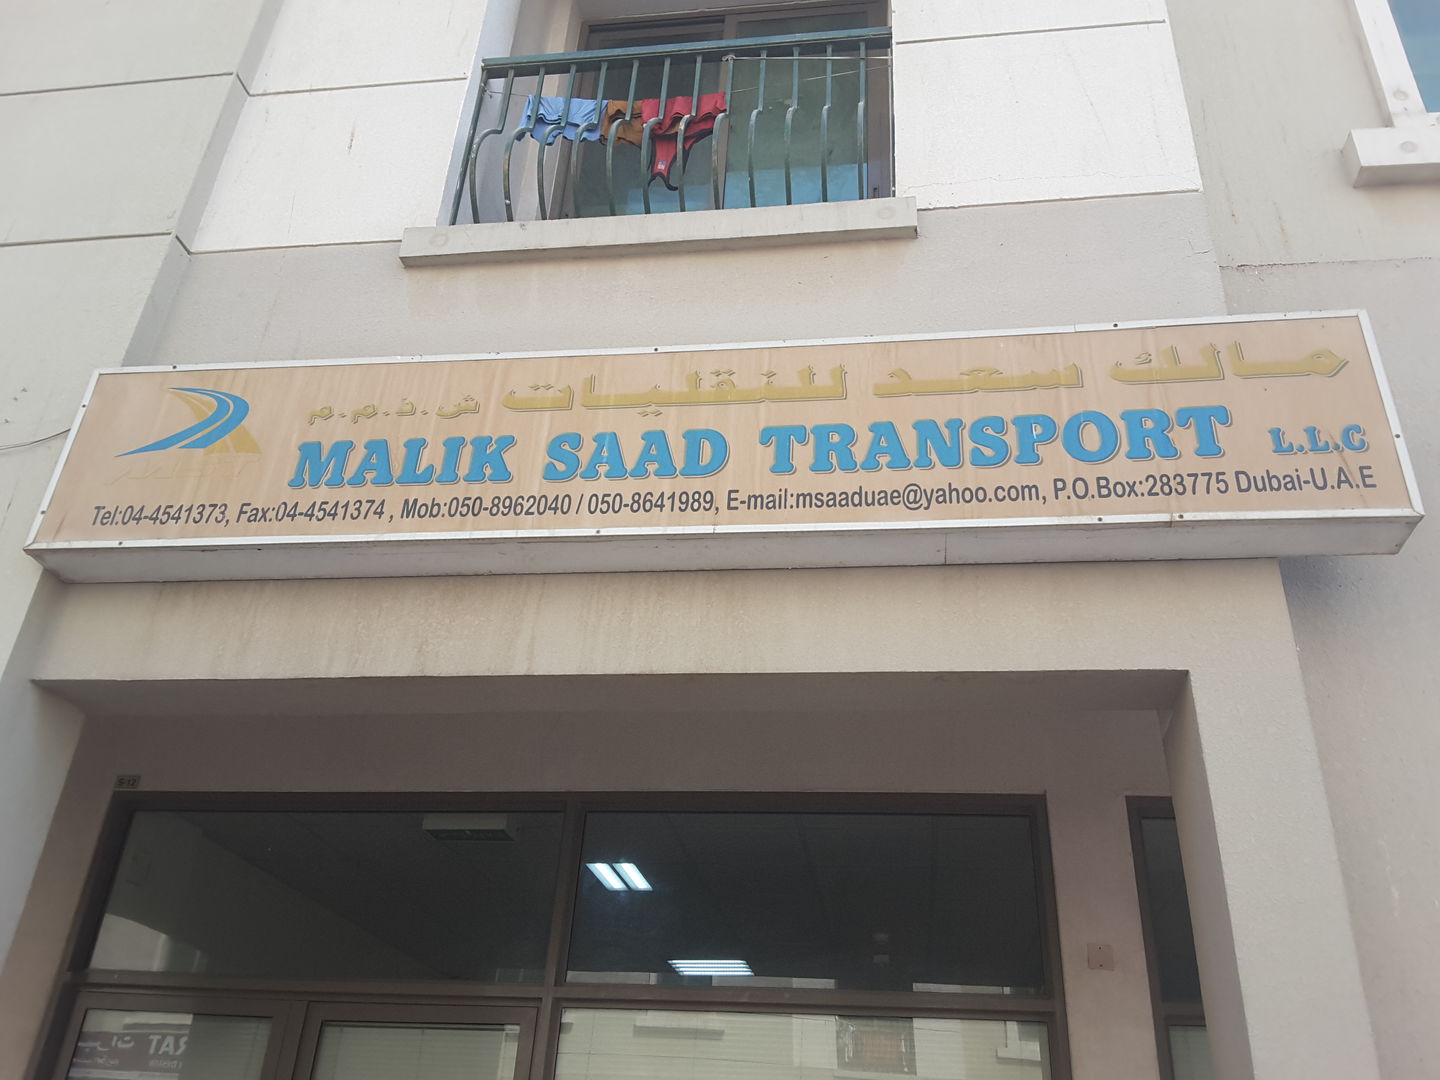 مالك سعد للنقليات ش.ذ.م.م
MALIK SAAD TRANSPORT L.L.C
Tel:04-4541373, Fax:04-4541374 , Mob:050-8962040 / 050-8641989, E-mail:msaaduae@yahoo.com, P.O.Box:283775 Dubai-U.A.E
S-12